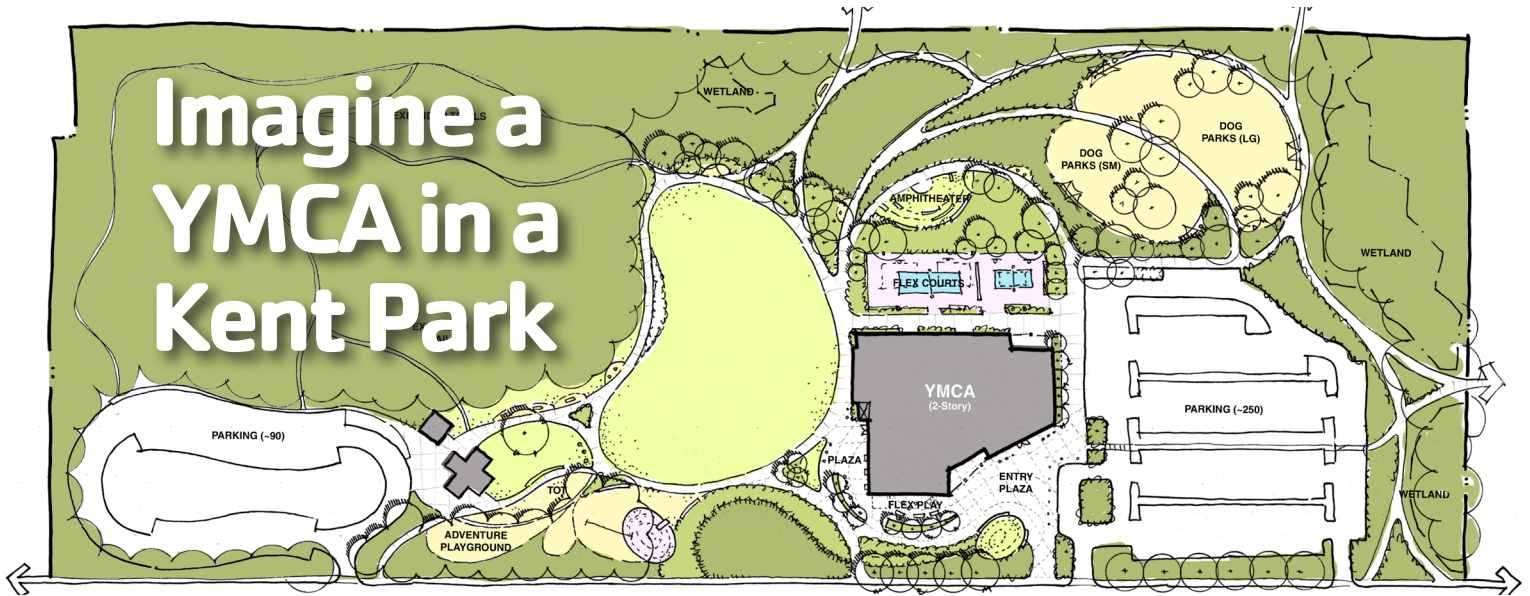 Imagine a
YMCA in a
Kent Park
WETLAND
DOG
PARKS (LG)
DOG
PARKS (SM)
AMPHITHEATER
WETLAND
FLEX COURTS
YMCA
(2-Story)
PARKING (~250)
PARKING (~90)
PLAZA
ENTRY
PLAZA
WETLAND
FLEX PLAY
TOT
ADVENTURE
PLAYGROUND